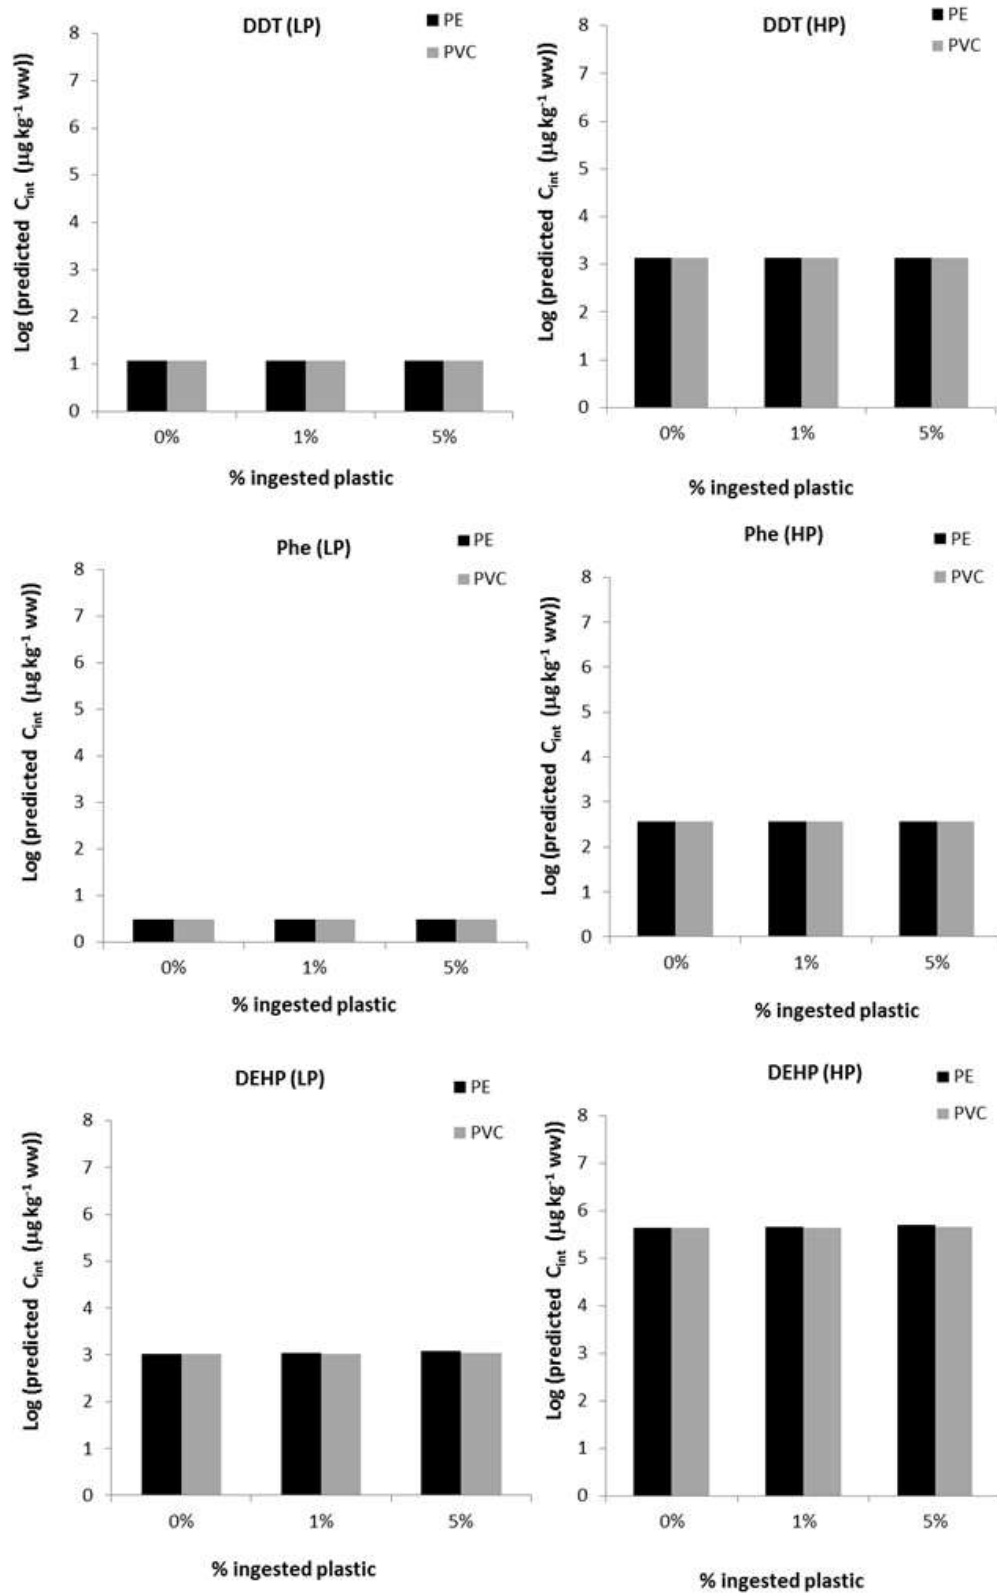 DDT (LP)
PE
PVC
Log (predicted C_int (µg kg⁻¹ ww))
8
7
6
5
4
3
2
1
0
0% 1% 5%
% ingested plastic
DDT (HP)
PE
PVC
Log (predicted C_int (µg kg⁻¹ ww)
8
7
6
5
4
3
2
1
0
0% 1% 5%
% ingested plastic
Phe (LP)
PE
PVC
Log (predicted C_int (µg kg⁻¹ ww))
8
7
6
5
4
3
2
1
0
0% 1% 5%
% ingested plastic
Phe (HP)
PE
PVC
Log (predicted C_int (µg kg⁻¹ ww))
8
7
6
5
4
3
2
1
0
0% 1% 5%
% ingested plastic
DEHP (LP)
PE
PVC
Log (predicted C_int (µg kg⁻¹ ww))
8
7
6
5
4
3
2
1
0
0% 1% 5%
% ingested plastic
DEHP (HP)
PE
PVC
Log (predicted C_int (µg kg⁻¹ ww))
8
7
6
5
4
3
2
1
0
0% 1% 5%
% ingested plastic